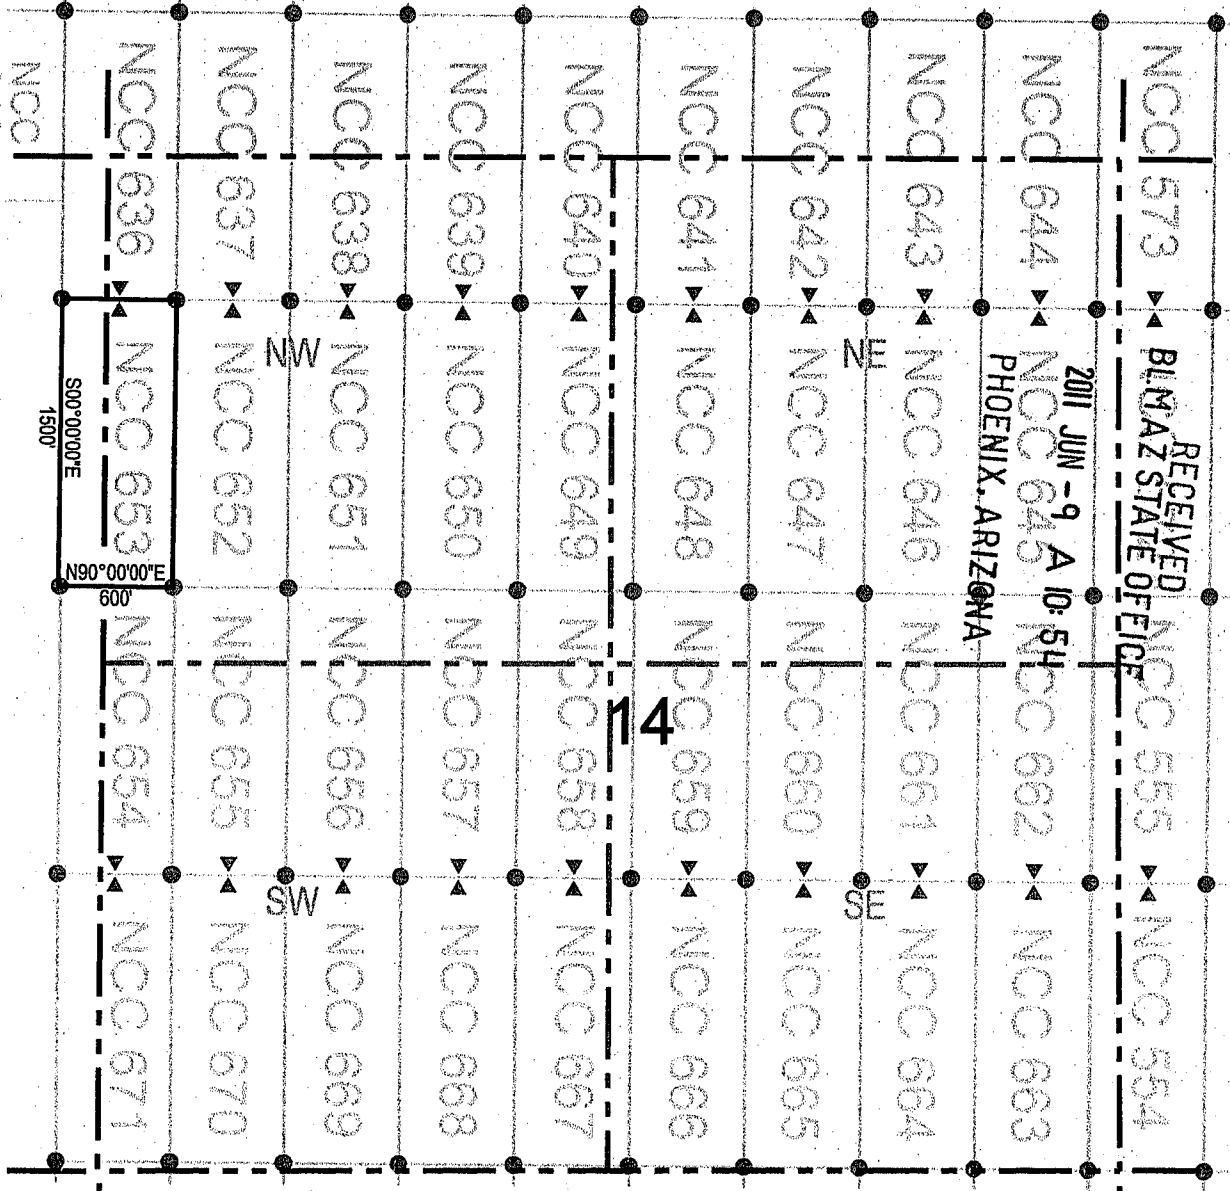 NCC
NCC 636
NCC 637
NCC 638
NCC 639
NCC 640
NCC 641
NCC 642
NCC 643
NCC 644
NCC 573
NW
NE
S00°00'00"E
1500'
NCC 653
NCC 652
NCC 651
NCC 650
NCC 649
NCC 648
NCC 647
NCC 646
NCC 645
RECEIVED
BLM AZ STATE OFFICE
2011 JUN -9 A 10:54
PHOENIX, ARIZONA
N90°00'00"E
600'
NCC 654
NCC 655
NCC 656
NCC 657
NCC 658
14
NCC 659
NCC 660
NCC 661
NCC 662
NCC 555
SW
SE
NCC 671
NCC 670
NCC 669
NCC 668
NCC 667
NCC 666
NCC 665
NCC 664
NCC 663
NCC 554